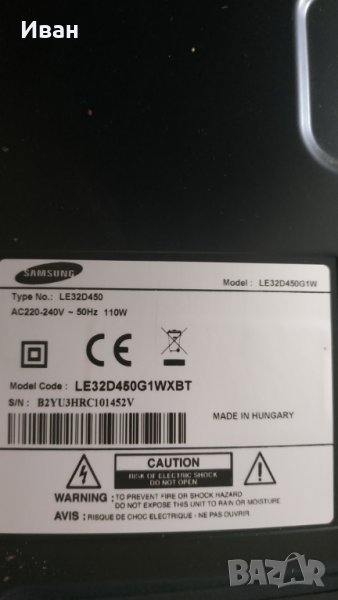 Иван
SAMSUNG
Model : LE32D450G1W
Type No.: LE32D450
AC220-240V ~ 50Hz 110W
CE
Model Code : LE32D450G1WXBT
S/N : B2YU3HRC101452V
MADE IN HUNGARY
CAUTION
RISK OF ELECTRIC SHOCK
DO NOT OPEN
WARNING : TO PREVENT FIRE OR SHOCK HAZARD
DO NOT EXPOSE THIS UNIT TO RAIN OR MOISTURE
AVIS : RISQUE DE CHOC ELECTRIQUE - NE PAS OUVRIR
BAZAR